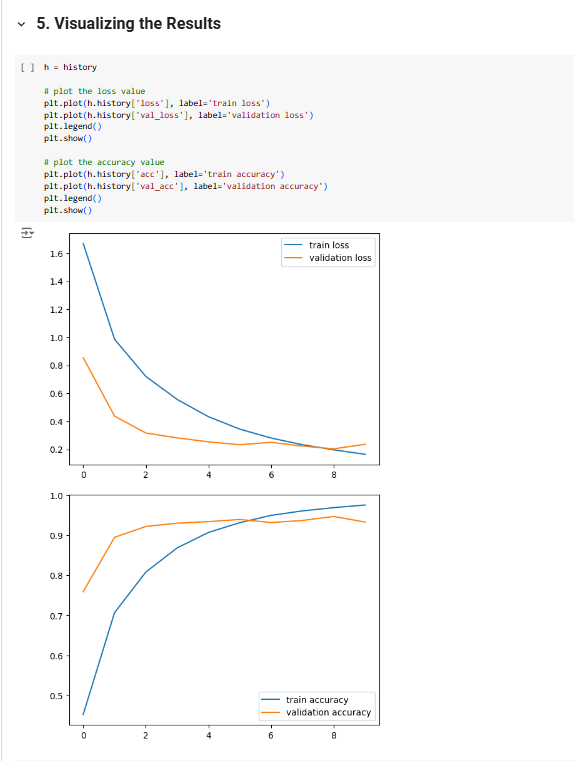 5. Visualizing the Results
[ ] h = history
# plot the loss value
plt.plot(h.history['loss'], label='train loss')
plt.plot(h.history['val_loss'], label='validation loss')
plt.legend()
plt.show()
# plot the accuracy value
plt.plot(h.history['acc'], label='train accuracy')
plt.plot(h.history['val_acc'], label='validation accuracy')
plt.legend()
plt.show()
train loss
validation loss
1.6
1.4
1.2
1.0
0.8
0.6
0.4
0.2
0 2 4 6 8
1.0
0.9
0.8
0.7
0.6
0.5
train accuracy
validation accuracy
0 2 4 6 8